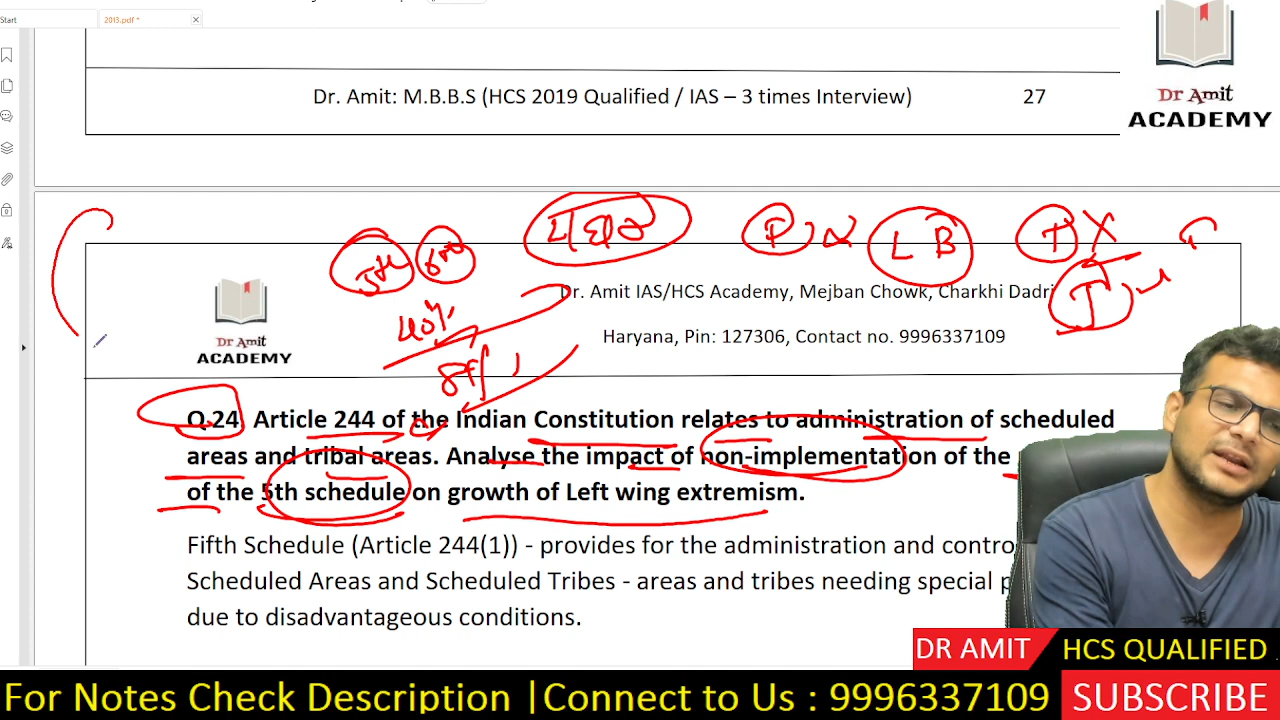 Start
2013.pdf *
Dr. Amit: M.B.B.S (HCS 2019 Qualified / IAS – 3 times Interview) 27
Dr Amit
ACADEMY
5th 6th
P
L B
T X
T
40%
Dr. Amit IAS/HCS Academy, Mejban Chowk, Charkhi Dadri
Haryana, Pin: 127306, Contact no. 9996337109
Dr Amit
ACADEMY
Q.24 Article 244 of the Indian Constitution relates to administration of scheduled
areas and tribal areas. Analyse the impact of non-implementation of the
of the 5th schedule on growth of Left wing extremism.
Fifth Schedule (Article 244(1)) - provides for the administration and contro
Scheduled Areas and Scheduled Tribes - areas and tribes needing special p
due to disadvantageous conditions.
DR AMIT HCS QUALIFIED
For Notes Check Description |Connect to Us : 9996337109 SUBSCRIBE